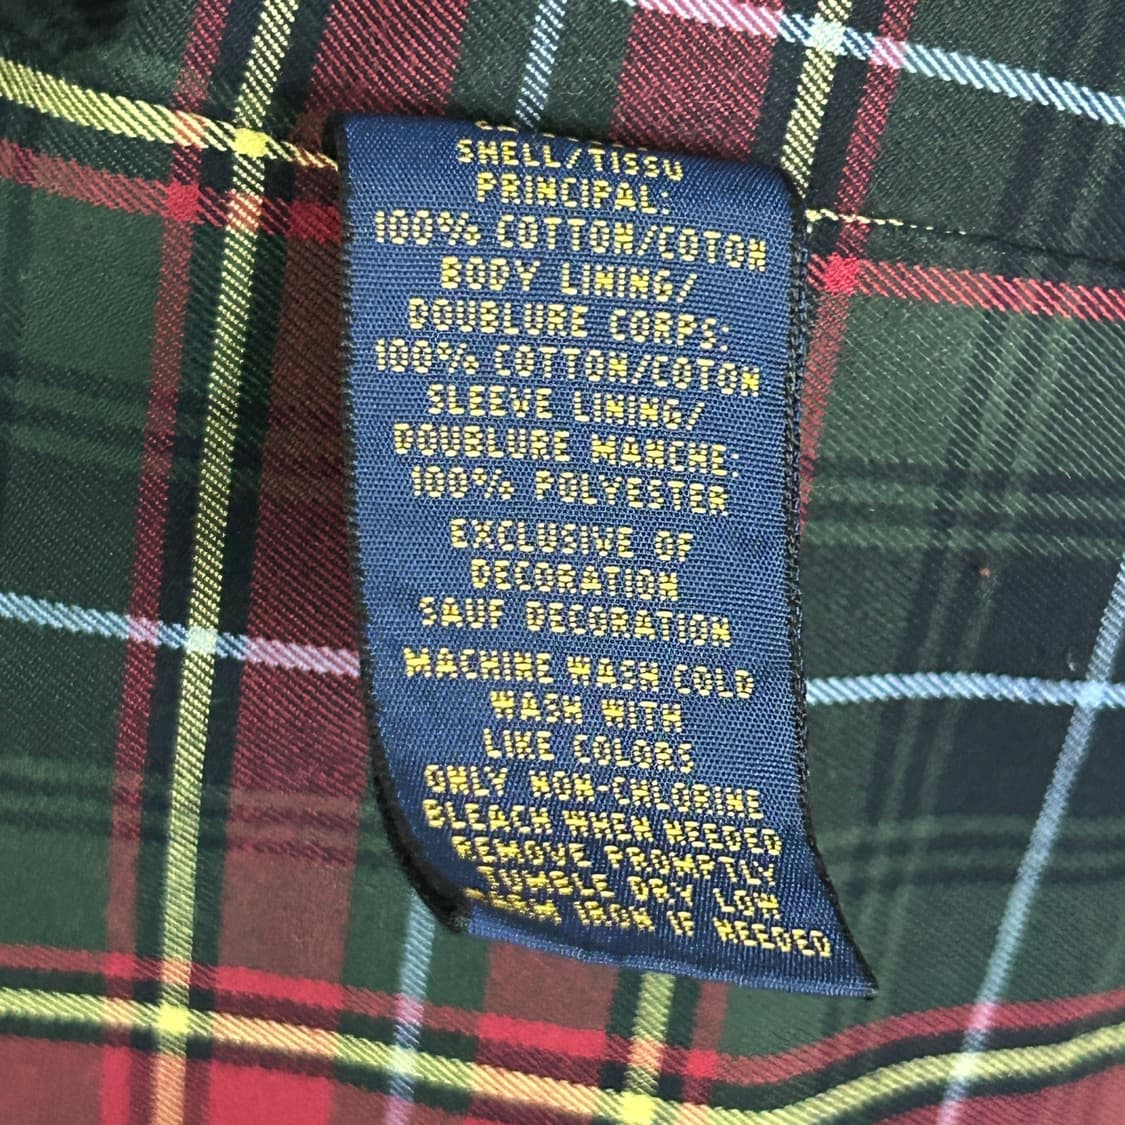 SHELL/TISSU
PRINCIPAL:
100% COTTON/COTON
BODY LINING/
DOUBLURE CORPS:
100% COTTON/COTON
SLEEVE LINING/
DOUBLURE MANCHE:
100% POLYESTER
EXCLUSIVE OF
DECORATION
SAUF DECORATION
MACHINE WASH COLD
WASH WITH
LIKE COLORS
ONLY NON-CHLORINE
BLEACH WHEN NEEDED
REMOVE PROMPTLY
TUMBLE DRY LOW
IRON IF NEEDED